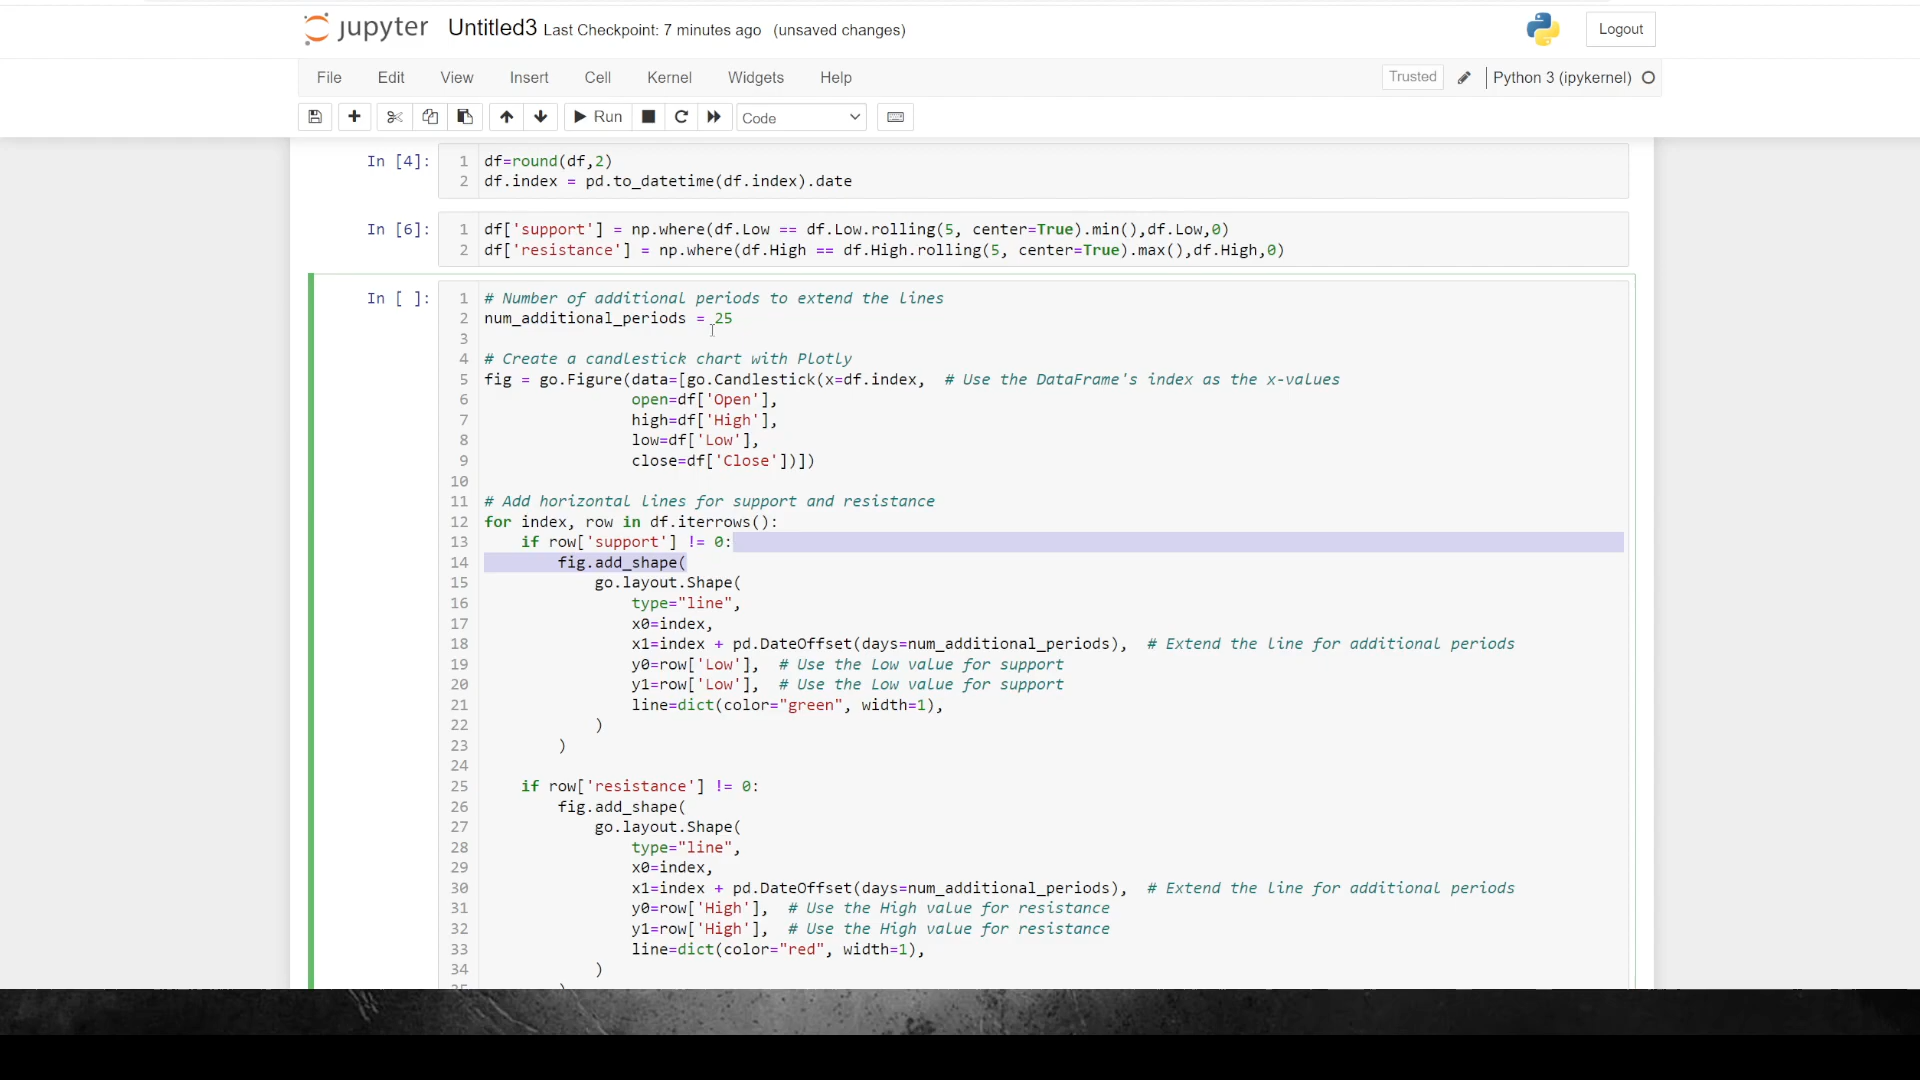 jupyter Untitled3 Last Checkpoint: 7 minutes ago (unsaved changes) Logout
File Edit View Insert Cell Kernel Widgets Help Trusted Python 3 (ipykernel)
Run Code
In [4]:
1 df=round(df,2)
2 df.index = pd.to_datetime(df.index).date
In [6]:
1 df['support'] = np.where(df.Low == df.Low.rolling(5, center=True).min(),df.Low,0)
2 df['resistance'] = np.where(df.High == df.High.rolling(5, center=True).max(),df.High,0)
In [ ]:
1 # Number of additional periods to extend the lines
2 num_additional_periods = 25
3
4 # Create a candlestick chart with Plotly
5 fig = go.Figure(data=[go.Candlestick(x=df.index,  # Use the DataFrame's index as the x-values
6 open=df['Open'],
7 high=df['High'],
8 low=df['Low'],
9 close=df['Close'])])
10
11 # Add horizontal lines for support and resistance
12 for index, row in df.iterrows():
13 if row['support'] != 0:
14 fig.add_shape(
15 go.layout.Shape(
16 type="line",
17 x0=index,
18 x1=index + pd.DateOffset(days=num_additional_periods),  # Extend the line for additional periods
19 y0=row['Low'],  # Use the Low value for support
20 y1=row['Low'],  # Use the Low value for support
21 line=dict(color="green", width=1),
22 )
23 )
24
25 if row['resistance'] != 0:
26 fig.add_shape(
27 go.layout.Shape(
28 type="line",
29 x0=index,
30 x1=index + pd.DateOffset(days=num_additional_periods),  # Extend the line for additional periods
31 y0=row['High'],  # Use the High value for resistance
32 y1=row['High'],  # Use the High value for resistance
33 line=dict(color="red", width=1),
34 )